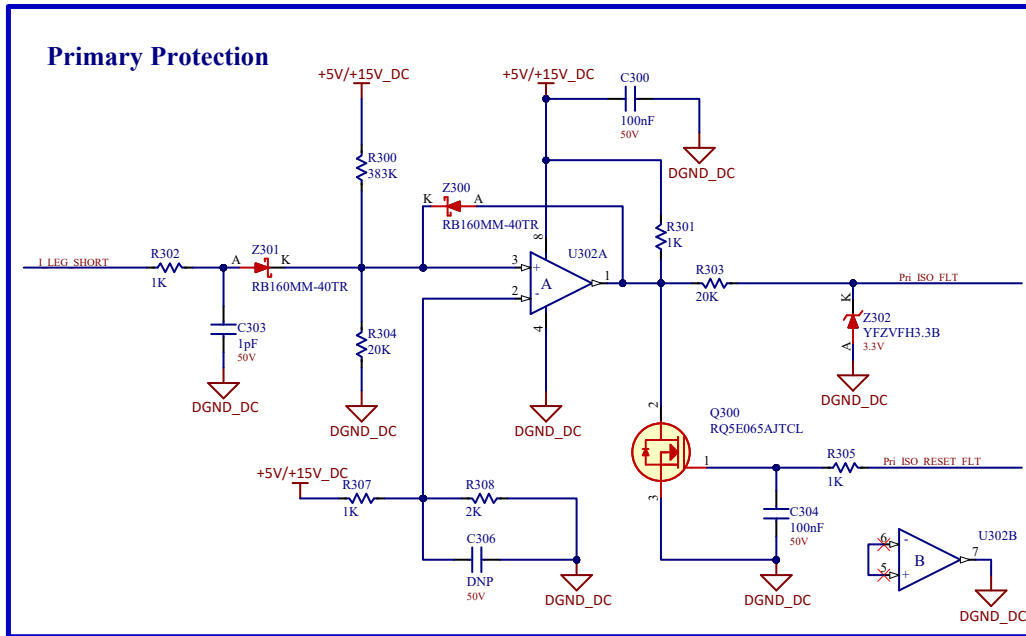 Primary Protection
+5V/+15V_DC
+5V/+15V_DC
C300
100nF
50V
DGND_DC
R300
383K
K
Z300
A
RB160MM-40TR
R301
1K
8
U302A
I_LEG_SHORT
R302
1K
A
Z301
K
RB160MM-40TR
3
+
2
-
A
1
4
R303
20K
Pri_ISO_FLT
C303
1pF
50V
DGND_DC
R304
20K
DGND_DC
DGND_DC
K
Z302
YFZVFH3.3B
3.3V
A
DGND_DC
2
Q300
RQ5E065AJTCL
1
3
R305
1K
Pri_ISO_RESET_FLT
+5V/+15V_DC
R307
1K
R308
2K
C306
DNP
50V
DGND_DC
C304
100nF
50V
DGND_DC
6
-
5
+
B
7
U302B
DGND_DC